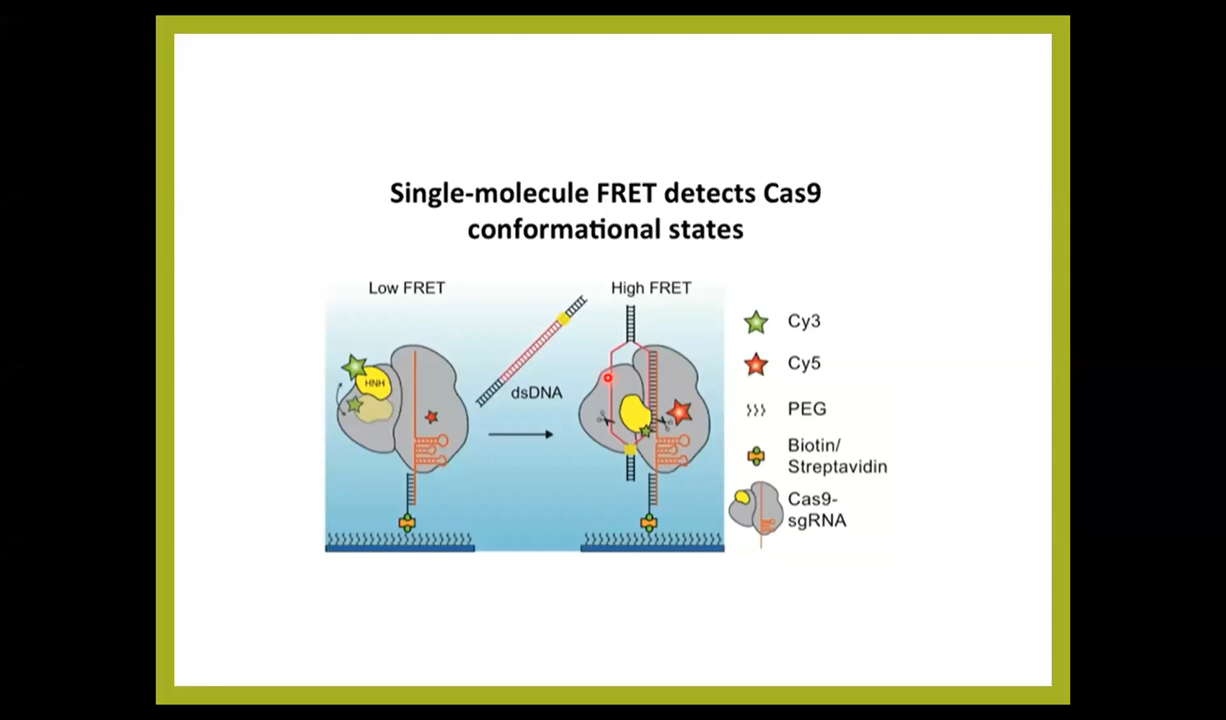 Single-molecule FRET detects Cas9
conformational states
Low FRET
High FRET
HNH
dsDNA
Cy3
Cy5
PEG
Biotin/
Streptavidin
Cas9-
sgRNA